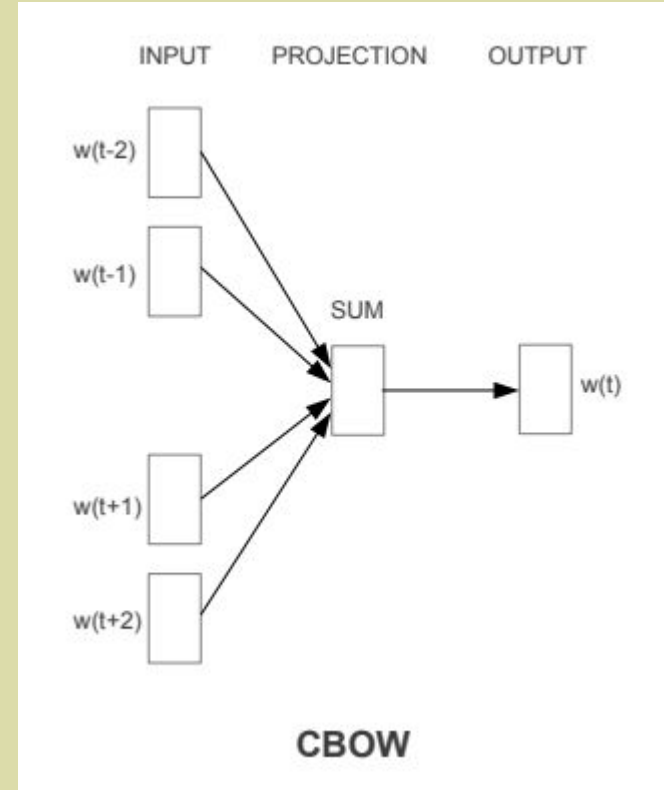 INPUT PROJECTION OUTPUT
w(t-2)
w(t-1)
SUM
w(t)
w(t+1)
w(t+2)
CBOW